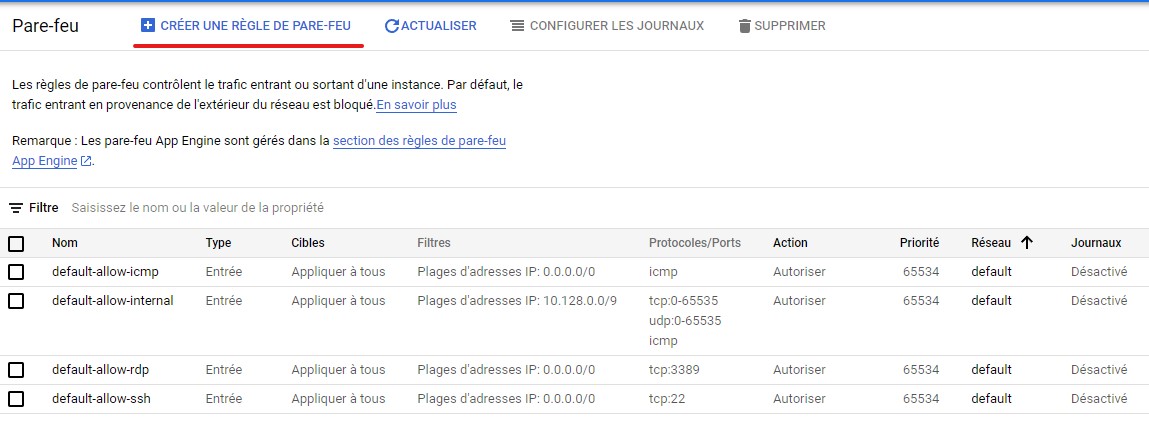 Pare-feu CRÉER UNE RÈGLE DE PARE-FEU ACTUALISER CONFIGURER LES JOURNAUX SUPPRIMER
Les règles de pare-feu contrôlent le trafic entrant ou sortant d'une instance. Par défaut, le
trafic entrant en provenance de l'extérieur du réseau est bloqué.En savoir plus
Remarque : Les pare-feu App Engine sont gérés dans la section des règles de pare-feu
App Engine.
Filtre Saisissez le nom ou la valeur de la propriété
Nom Type Cibles Filtres Protocoles/Ports Action Priorité Réseau Journaux
default-allow-icmp Entrée Appliquer à tous Plages d'adresses IP: 0.0.0.0/0 icmp Autoriser 65534 default Désactivé
default-allow-internal Entrée Appliquer à tous Plages d'adresses IP: 10.128.0.0/9 tcp:0-65535 Autoriser 65534 default Désactivé
udp:0-65535
icmp
default-allow-rdp Entrée Appliquer à tous Plages d'adresses IP: 0.0.0.0/0 tcp:3389 Autoriser 65534 default Désactivé
default-allow-ssh Entrée Appliquer à tous Plages d'adresses IP: 0.0.0.0/0 tcp:22 Autoriser 65534 default Désactivé